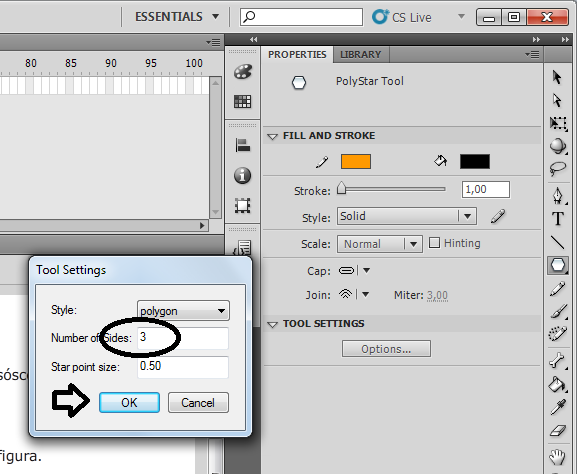 ESSENTIALS
CS Live
80 85 90 95 100
PROPERTIES LIBRARY
PolyStar Tool
FILL AND STROKE
Stroke: 1,00
Style: Solid
Scale: Normal Hinting
Cap:
Join: Miter: 3,00
TOOL SETTINGS
Options...
Tool Settings
Style: polygon
Number of Sides: 3
Star point size: 0.50
OK Cancel
sósce
figura.
T